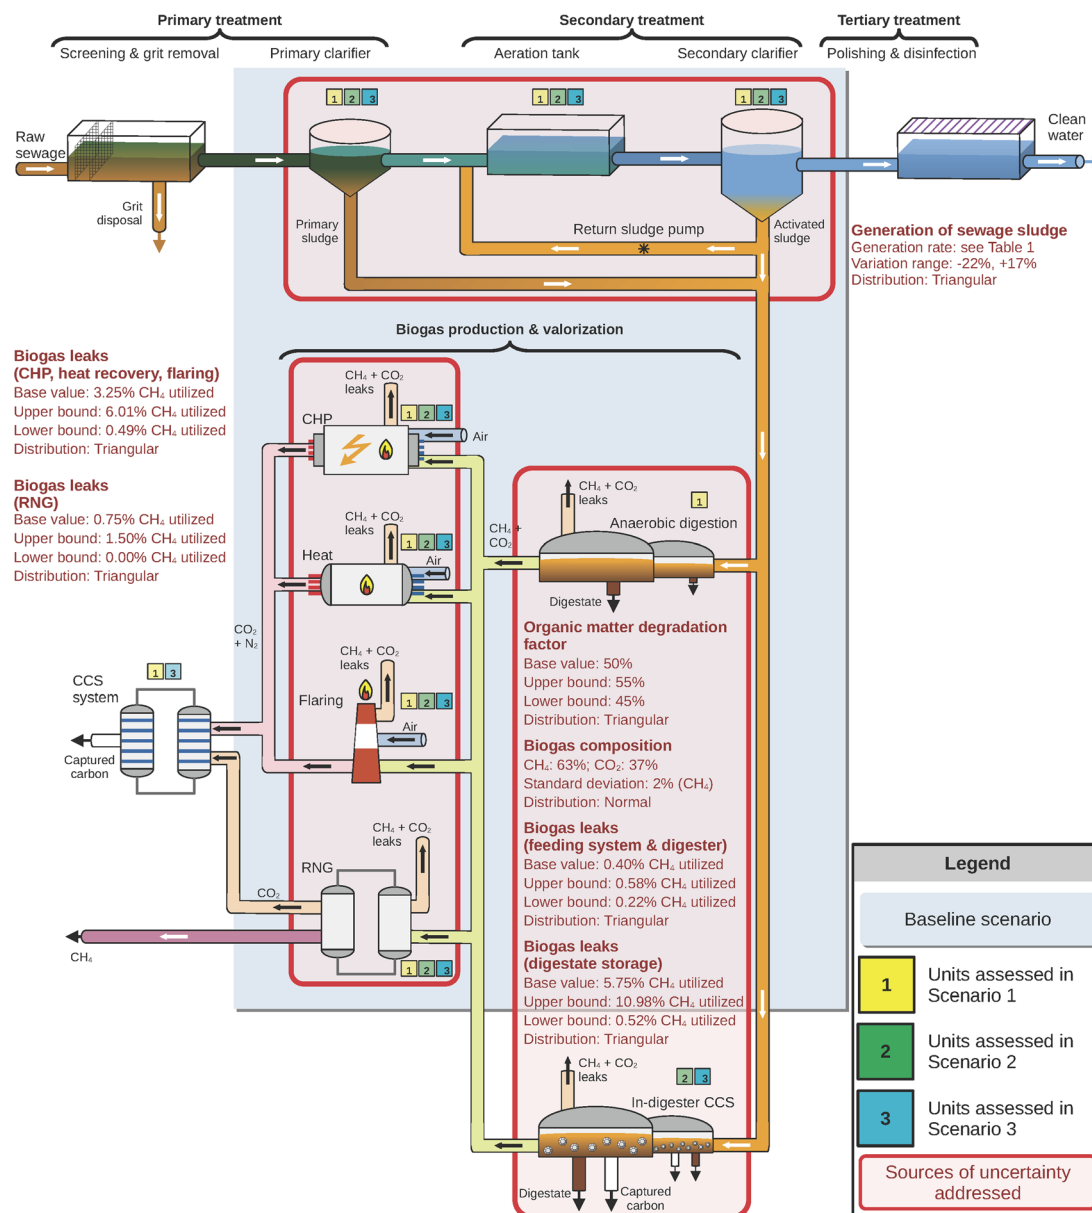 Primary treatment
Secondary treatment
Tertiary treatment
Screening & grit removal
Primary clarifier
Aeration tank
Secondary clarifier
Polishing & disinfection
1 2 3
1 2 3
1 2 3
Raw
sewage
Clean
water
Grit
disposal
Primary
sludge
Return sludge pump
Activated
sludge
Generation of sewage sludge
Generation rate: see Table 1
Variation range: -22%, +17%
Distribution: Triangular
Biogas production & valorization
Biogas leaks
(CHP, heat recovery, flaring)
Base value: 3.25% CH₄ utilized
Upper bound: 6.01% CH₄ utilized
Lower bound: 0.49% CH₄ utilized
Distribution: Triangular
Biogas leaks
(RNG)
Base value: 0.75% CH₄ utilized
Upper bound: 1.50% CH₄ utilized
Lower bound: 0.00% CH₄ utilized
Distribution: Triangular
CH₄ + CO₂
leaks
1 2 3
CHP
Air
CH₄ + CO₂
leaks
1 2 3
Heat
Air
CO₂
+ N₂
CH₄ + CO₂
leaks
Flaring
1 2 3
Air
1 3
CCS
system
Captured
carbon
CH₄ + CO₂
leaks
RNG
CO₂
CH₄
1 2 3
CH₄ +
CO₂
CH₄ + CO₂
leaks
1
Anaerobic digestion
Digestate
Organic matter degradation
factor
Base value: 50%
Upper bound: 55%
Lower bound: 45%
Distribution: Triangular
Biogas composition
CH₄: 63%; CO₂: 37%
Standard deviation: 2% (CH₄)
Distribution: Normal
Biogas leaks
(feeding system & digester)
Base value: 0.40% CH₄ utilized
Upper bound: 0.58% CH₄ utilized
Lower bound: 0.22% CH₄ utilized
Distribution: Triangular
Biogas leaks
(digestate storage)
Base value: 5.75% CH₄ utilized
Upper bound: 10.98% CH₄ utilized
Lower bound: 0.52% CH₄ utilized
Distribution: Triangular
CH₄ + CO₂
leaks
2 3
In-digester CCS
Digestate
Captured
carbon
Legend
Baseline scenario
1
Units assessed in
Scenario 1
2
Units assessed in
Scenario 2
3
Units assessed in
Scenario 3
Sources of uncertainty
addressed